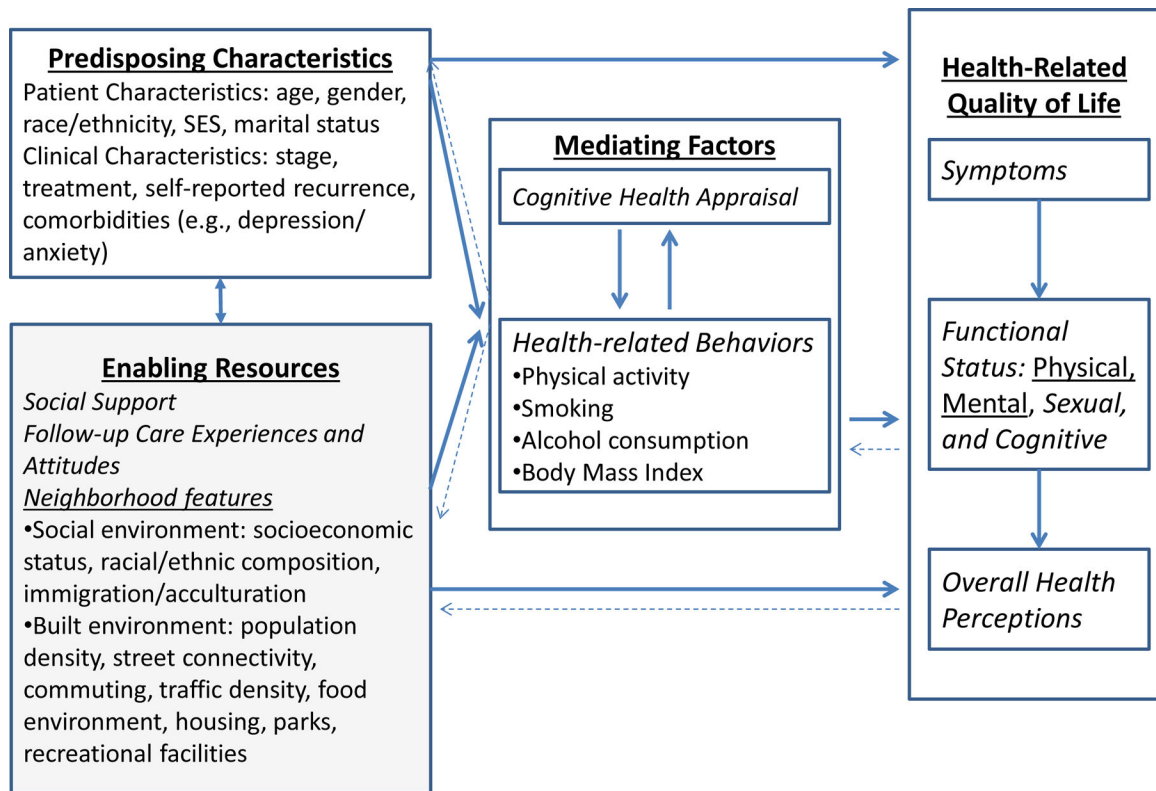 Predisposing Characteristics
Patient Characteristics: age, gender,
race/ethnicity, SES, marital status
Clinical Characteristics: stage,
treatment, self-reported recurrence,
comorbidities (e.g., depression/
anxiety)
Enabling Resources
Social Support
Follow-up Care Experiences and
Attitudes
Neighborhood features
•Social environment: socioeconomic
status, racial/ethnic composition,
immigration/acculturation
•Built environment: population
density, street connectivity,
commuting, traffic density, food
environment, housing, parks,
recreational facilities
Mediating Factors
Cognitive Health Appraisal
Health-related Behaviors
•Physical activity
•Smoking
•Alcohol consumption
•Body Mass Index
Health-Related
Quality of Life
Symptoms
Functional
Status: Physical,
Mental, Sexual,
and Cognitive
Overall Health
Perceptions